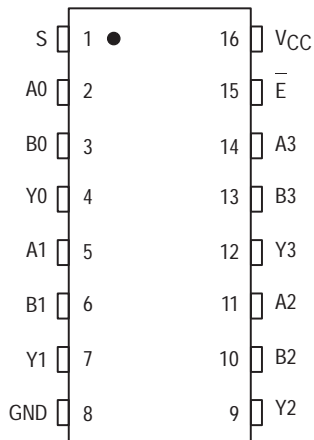 S 1 16 VCC
A0 2 15 E̅
B0 3 14 A3
Y0 4 13 B3
A1 5 12 Y3
B1 6 11 A2
Y1 7 10 B2
GND 8 9 Y2